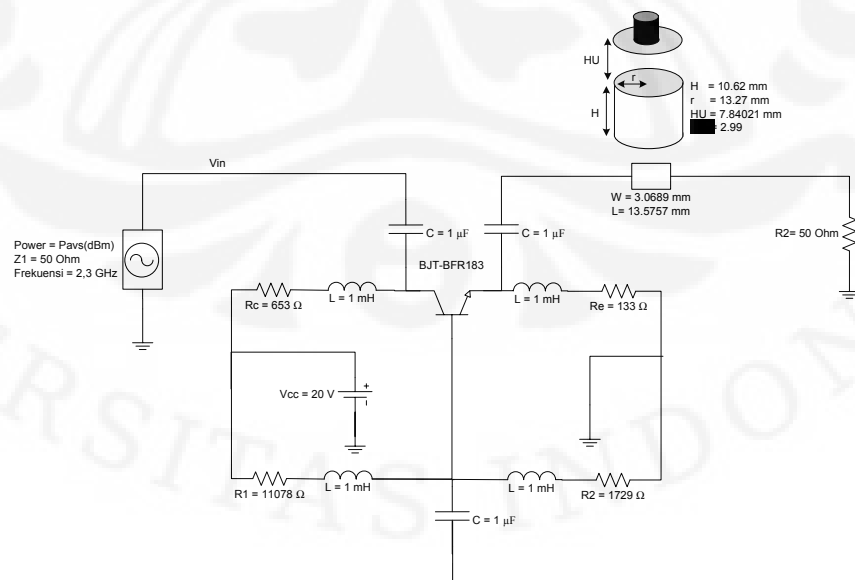 HU
r
H
H = 10.62 mm
r = 13.27 mm
HU = 7.84021 mm
= 2.99
Vin
W = 3.0689 mm
L= 13.5757 mm
C = 1 μF
C = 1 μF
R2= 50 Ohm
Power = Pavs(dBm)
Z1 = 50 Ohm
Frekuensi = 2,3 GHz
BJT-BFR183
Rc = 653 Ω
L = 1 mH
L = 1 mH
Re = 133 Ω
Vcc = 20 V
+
-
R1 = 11078 Ω
L = 1 mH
L = 1 mH
R2 = 1729 Ω
C = 1 μF
ERSITAS INDON